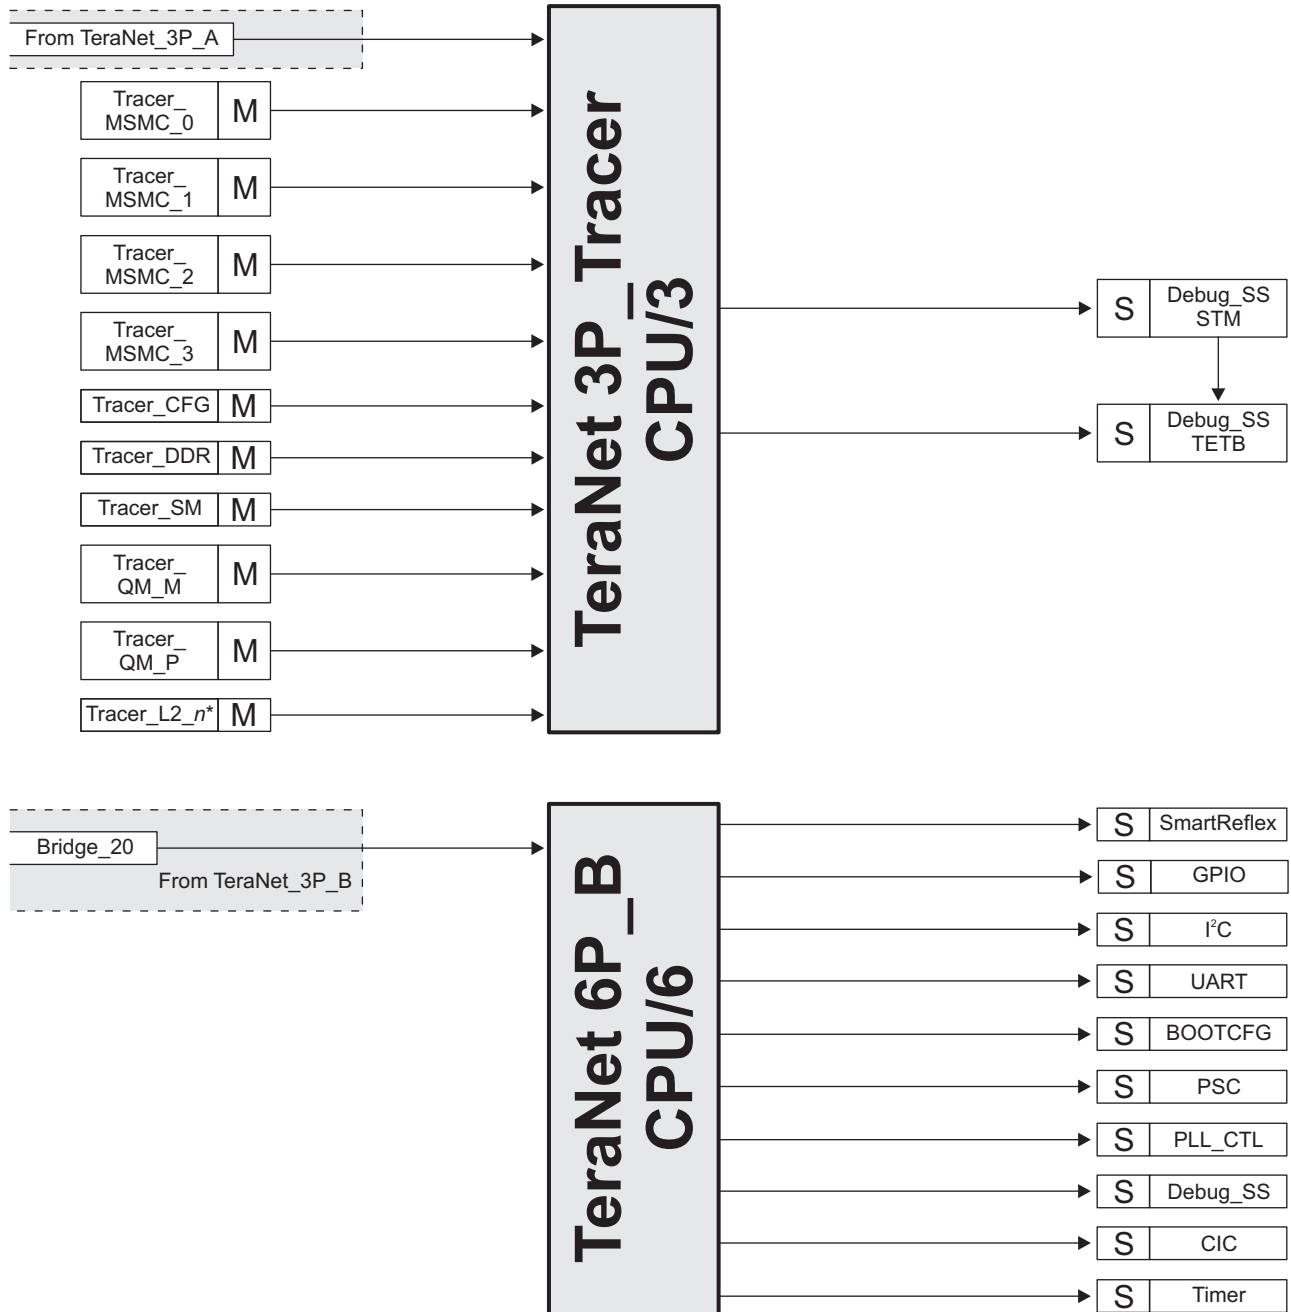 From TeraNet_3P_A
Tracer_
MSMC_0
M
Tracer_
MSMC_1
M
Tracer_
MSMC_2
M
Tracer_
MSMC_3
M
Tracer_CFG M
Tracer_DDR M
Tracer_SM M
Tracer_
QM_M
M
Tracer_
QM_P
M
Tracer_L2_n* M
TeraNet 3P_Tracer
CPU/3
S
Debug_SS
STM
S
Debug_SS
TETB
Bridge_20
From TeraNet_3P_B
TeraNet 6P_B
CPU/6
S SmartReflex
S GPIO
S I²C
S UART
S BOOTCFG
S PSC
S PLL_CTL
S Debug_SS
S CIC
S Timer